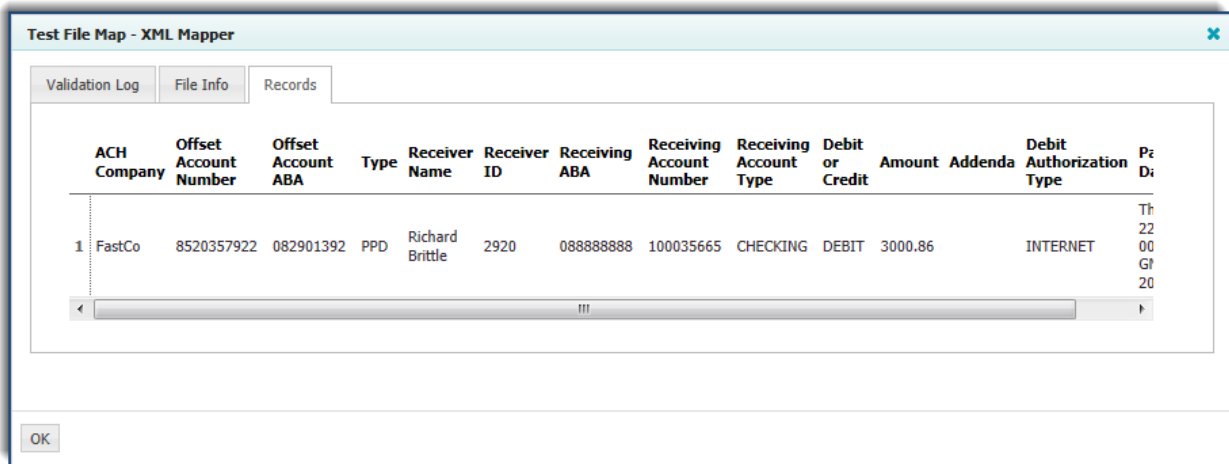 Test File Map - XML Mapper
Validation Log File Info Records
ACH Company Offset Account Number Offset Account ABA Type Receiver Name Receiver ID Receiving ABA Receiving Account Number Receiving Account Type Debit or Credit Amount Addenda Debit Authorization Type
1 FastCo 8520357922 082901392 PPD Richard Brittle 2920 088888888 100035665 CHECKING DEBIT 3000.86 INTERNET
OK